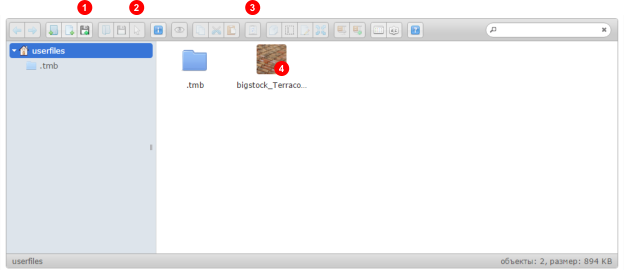 1 2 3
userfiles
.tmb
.tmb
bigstock_Terraco...
4
userfiles
объекты: 2, размер: 894 KB